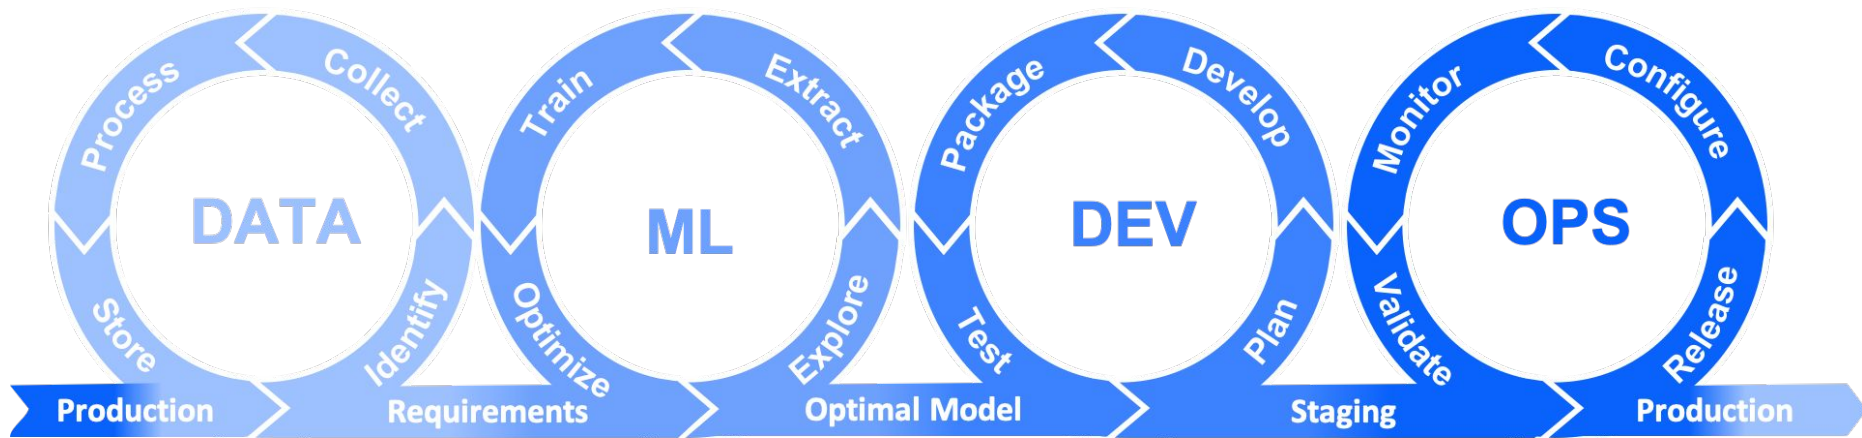 Process
Collect
DATA
Store
Identify
Train
Extract
ML
Optimize
Explore
Package
Develop
DEV
Test
Plan
Monitor
Configure
OPS
Validate
Release
Production
Requirements
Optimal Model
Staging
Production